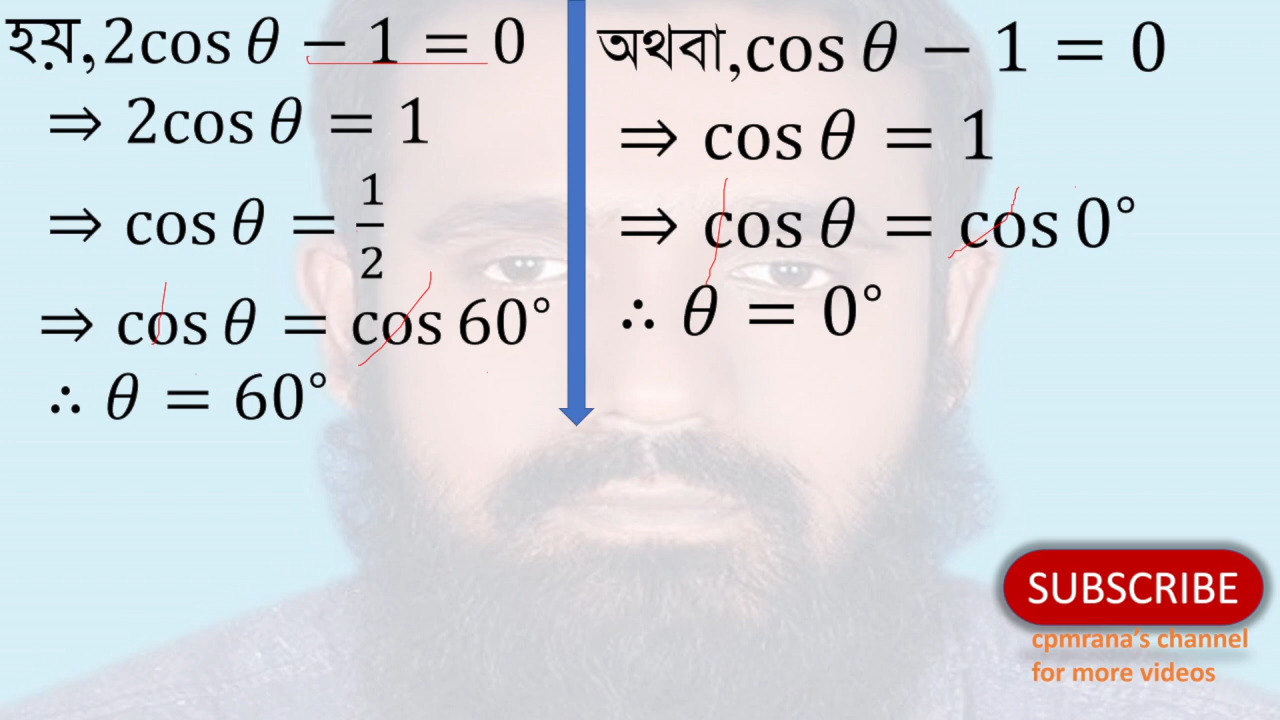 হয়,2cos θ − 1 = 0
⇒ 2cos θ = 1
⇒ cos θ = 1/2
⇒ cos θ = cos 60°
∴ θ = 60°
অথবা,cos θ − 1 = 0
⇒ cos θ = 1
⇒ cos θ = cos 0°
∴ θ = 0°
SUBSCRIBE
cpmrana's channel
for more videos